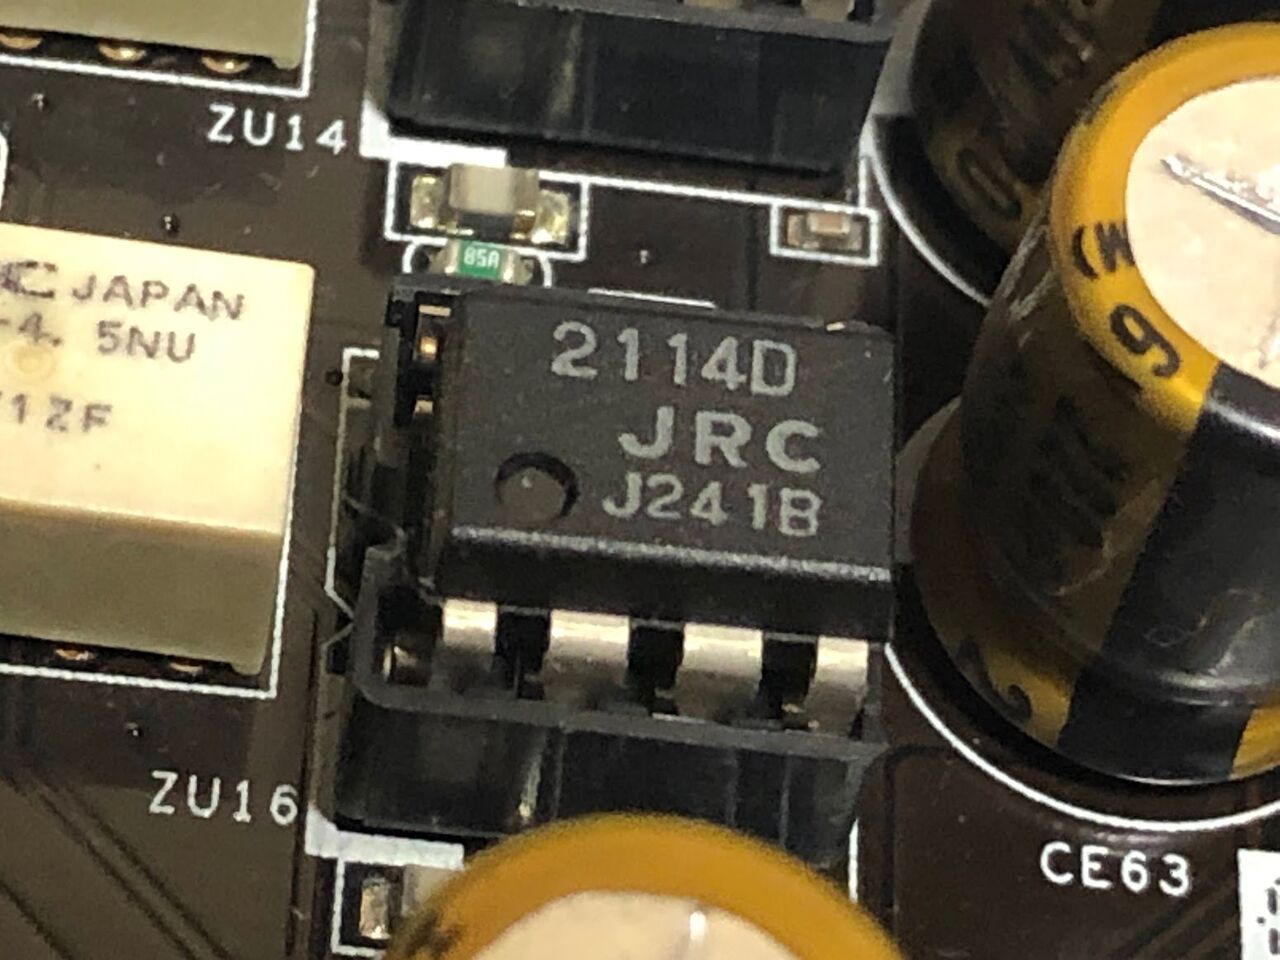 ZU14
85A
JAPAN
5NU
2114D
JRC
J241B
ZU16
CE63
(M)